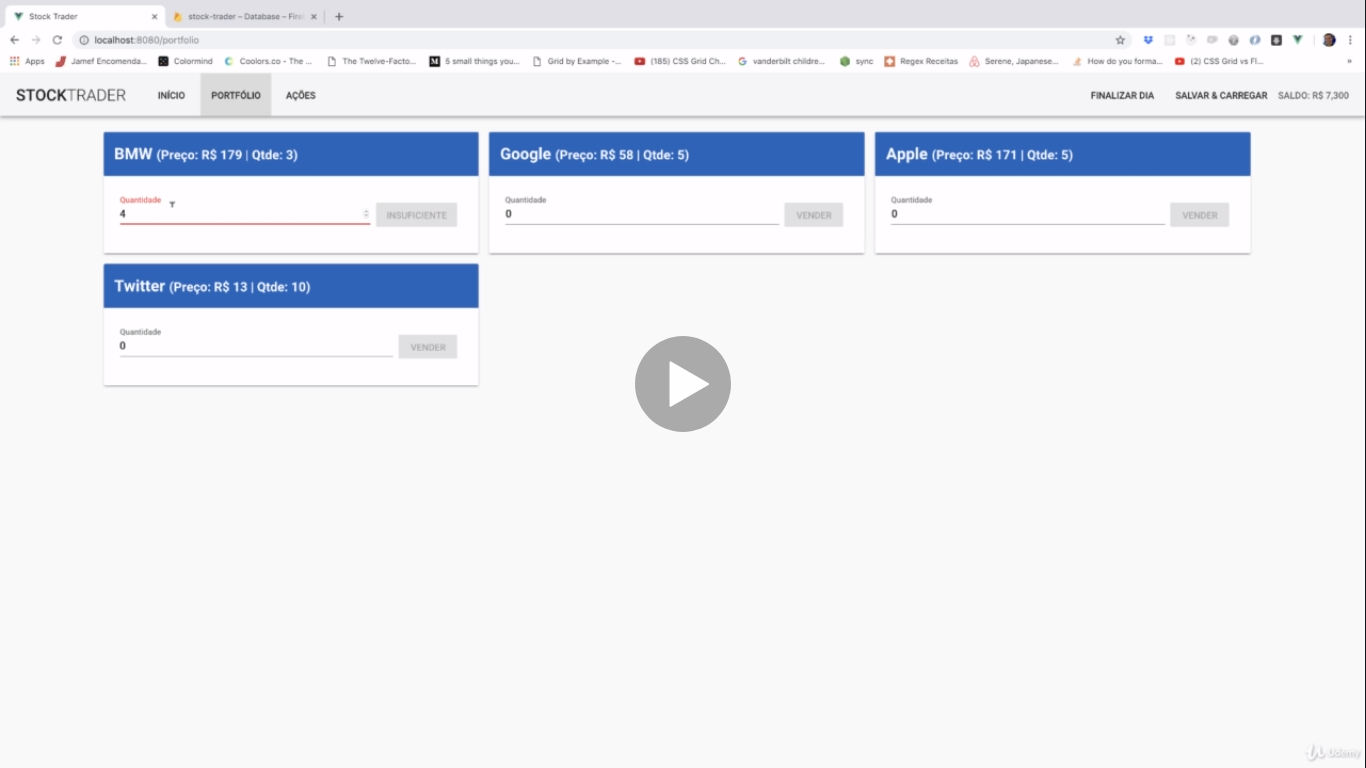 Stock Trader
stock-trader – Database – Fire
localhost:8080/portfolio
Apps
Jamef Encomenda...
Colormind
Coolors.co - The ...
The Twelve-Facto...
5 small things you...
Grid by Example -...
(185) CSS Grid Ch...
vanderbilt childre...
sync
Regex Receitas
Serene, Japanese...
How do you forma...
(2) CSS Grid vs Fl...
»
STOCKTRADER
INÍCIO
PORTFÓLIO
AÇÕES
FINALIZAR DIA
SALVAR & CARREGAR
SALDO: R$ 7,300
BMW (Preço: R$ 179 | Qtde: 3)
Quantidade
4
INSUFICIENTE
Google (Preço: R$ 58 | Qtde: 5)
Quantidade
0
VENDER
Apple (Preço: R$ 171 | Qtde: 5)
Quantidade
0
VENDER
Twitter (Preço: R$ 13 | Qtde: 10)
Quantidade
0
VENDER
Udemy